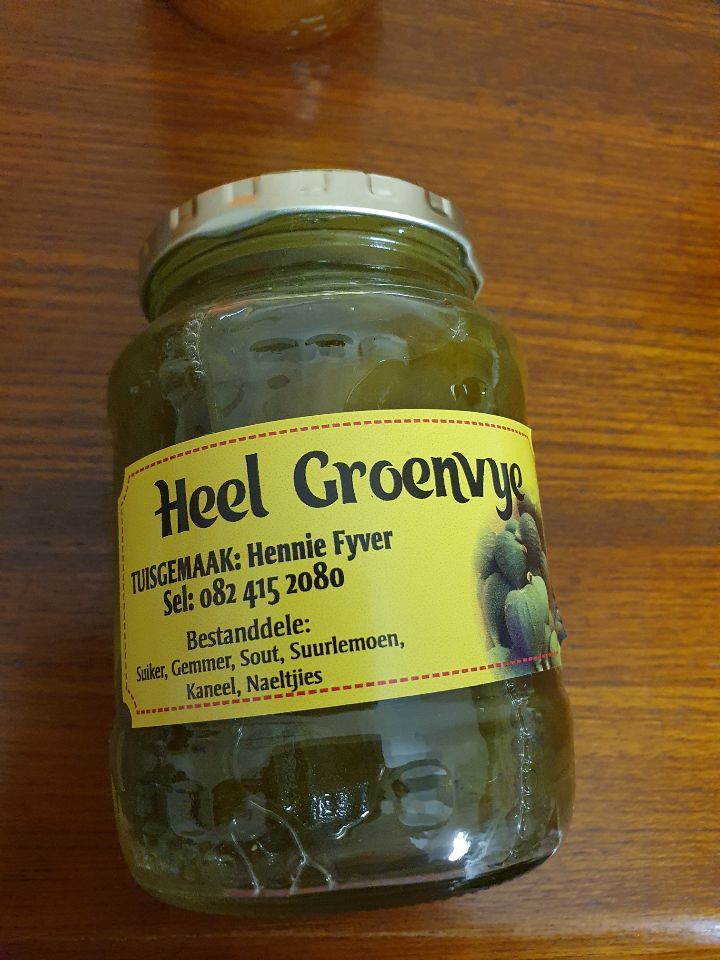 Heel Groenvye
TUISGEMAAK: Hennie Fyver
Sel: 082 415 2080
Bestanddele:
Suiker, Gemmer, Sout, Suurlemoen,
Kaneel, Naeltjies